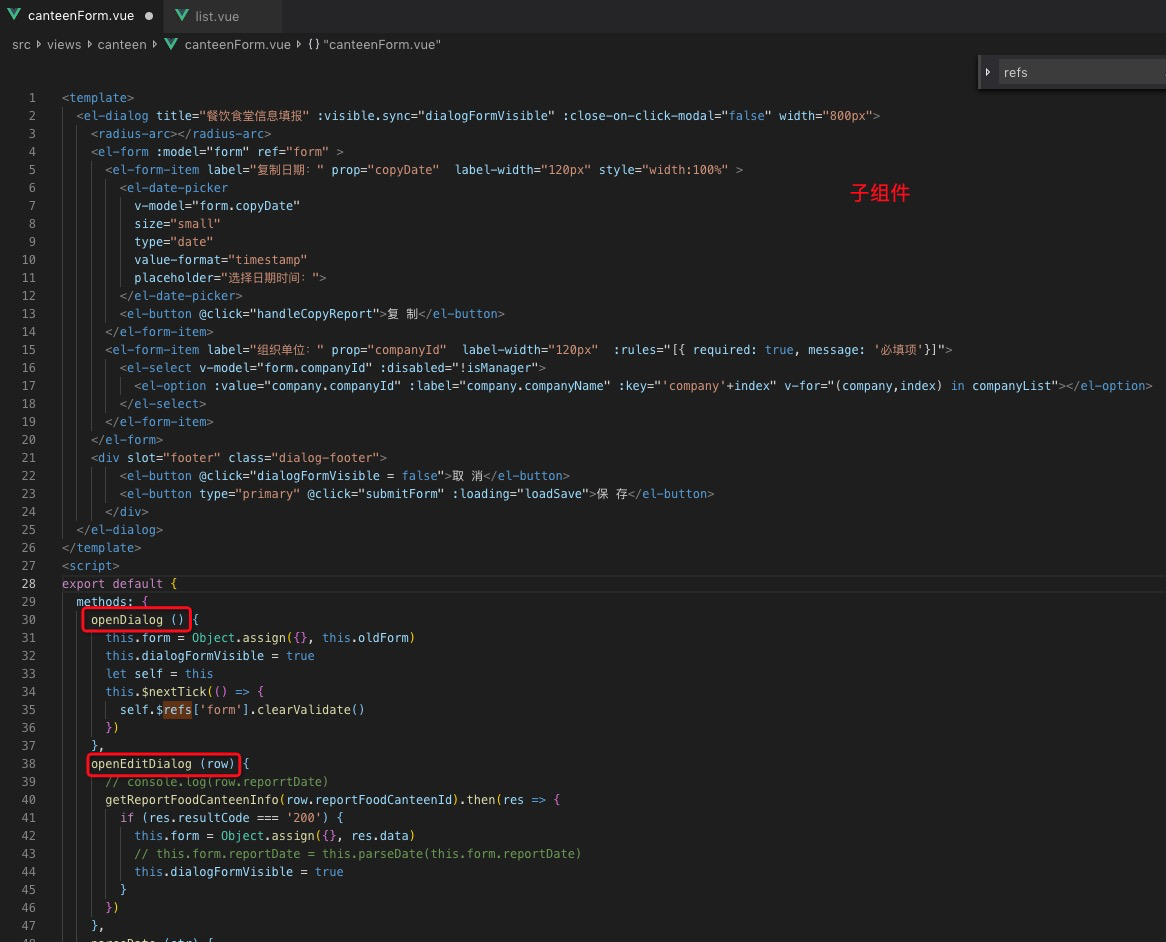 canteenForm.vue ● list.vue
src views canteen canteenForm.vue {} "canteenForm.vue"
refs
1 <template>
2 <el-dialog title="餐饮食堂信息填报" :visible.sync="dialogFormVisible" :close-on-click-modal="false" width="800px">
3 <radius-arc></radius-arc>
4 <el-form :model="form" ref="form" >
5 <el-form-item label="复制日期：" prop="copyDate"  label-width="120px" style="width:100%" >
6 <el-date-picker
子组件
7 v-model="form.copyDate"
8 size="small"
9 type="date"
10 value-format="timestamp"
11 placeholder="选择日期时间：">
12 </el-date-picker>
13 <el-button @click="handleCopyReport">复 制</el-button>
14 </el-form-item>
15 <el-form-item label="组织单位：" prop="companyId"  label-width="120px"  :rules="[{ required: true, message: '必填项'}]">
16 <el-select v-model="form.companyId" :disabled="!isManager">
17 <el-option :value="company.companyId" :label="company.companyName" :key="'company'+index" v-for="(company,index) in companyList"></el-option>
18 </el-select>
19 </el-form-item>
20 </el-form>
21 <div slot="footer" class="dialog-footer">
22 <el-button @click="dialogFormVisible = false">取 消</el-button>
23 <el-button type="primary" @click="submitForm" :loading="loadSave">保 存</el-button>
24 </div>
25 </el-dialog>
26 </template>
27 <script>
28 export default {
29 methods: {
30 openDialog () {
31 this.form = Object.assign({}, this.oldForm)
32 this.dialogFormVisible = true
33 let self = this
34 this.$nextTick(() => {
35 self.$refs['form'].clearValidate()
36 })
37 },
38 openEditDialog (row) {
39 // console.log(row.reporrtDate)
40 getReportFoodCanteenInfo(row.reportFoodCanteenId).then(res => {
41 if (res.resultCode === '200') {
42 this.form = Object.assign({}, res.data)
43 // this.form.reportDate = this.parseDate(this.form.reportDate)
44 this.dialogFormVisible = true
45 }
46 })
47 },